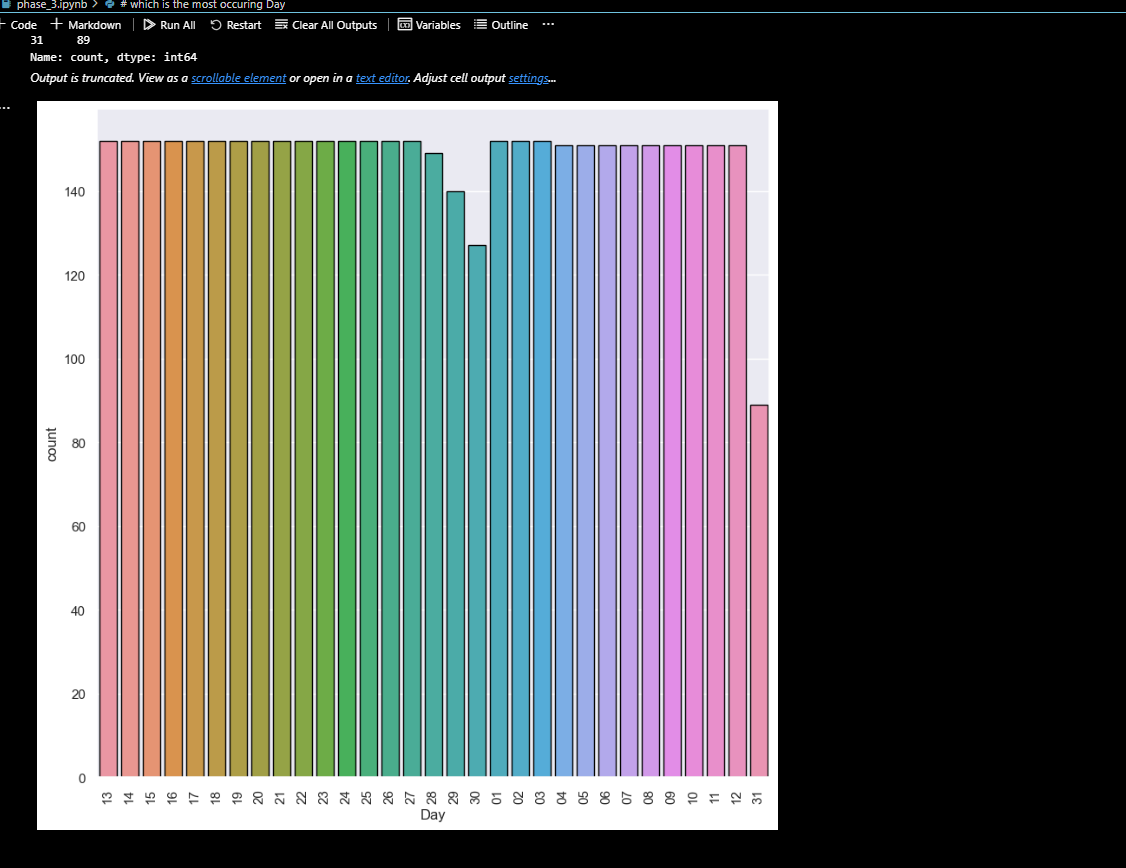 phase_3.ipynb > # which is the most occuring Day
+ Code + Markdown | Run All Restart Clear All Outputs | Variables Outline ...
31 89
Name: count, dtype: int64
Output is truncated. View as a scrollable element or open in a text editor. Adjust cell output settings...
...
140
120
100
80
60
40
20
0
count
13 14 15 16 17 18 19 20 21 22 23 24 25 26 27 28 29 30 01 02 03 04 05 06 07 08 09 10 11 12 31
Day